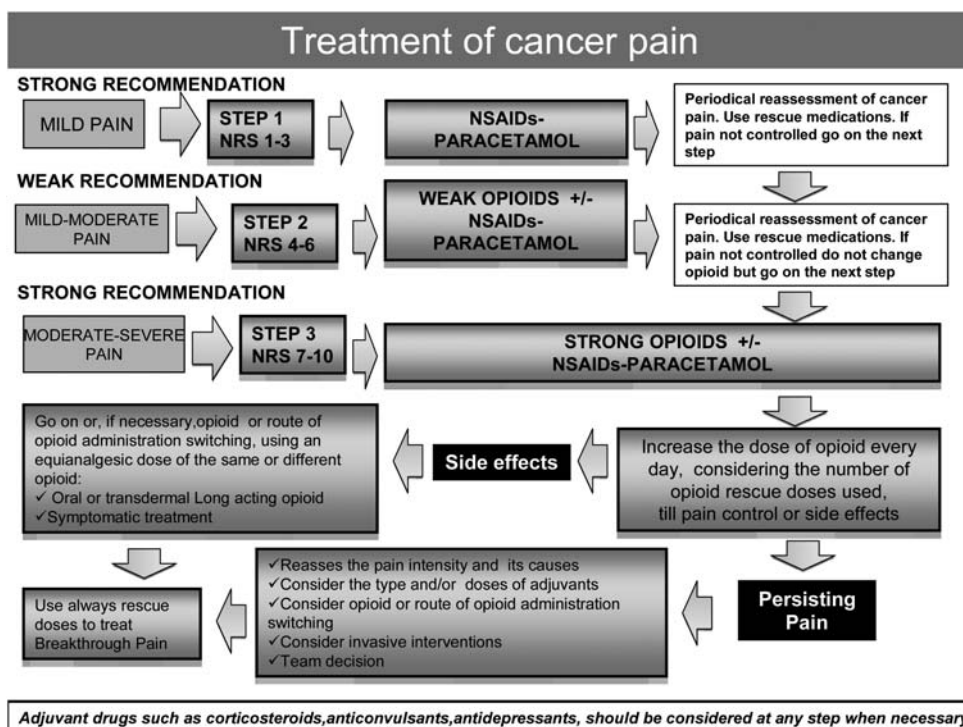 Treatment of cancer pain
STRONG RECOMMENDATION
MILD PAIN
STEP 1
NRS 1-3
NSAIDs-
PARACETAMOL
Periodical reassessment of cancer
pain. Use rescue medications. If
pain not controlled go on the next
step
WEAK RECOMMENDATION
MILD-MODERATE
PAIN
STEP 2
NRS 4-6
WEAK OPIOIDS +/-
NSAIDs-
PARACETAMOL
Periodical reassessment of cancer
pain. Use rescue medications. If
pain not controlled do not change
opioid but go on the next step
STRONG RECOMMENDATION
MODERATE-SEVERE
PAIN
STEP 3
NRS 7-10
STRONG OPIOIDS +/-
NSAIDs-PARACETAMOL
Go on or, if necessary,opioid or route of
opioid administration switching, using an
equianalgesic dose of the same or different
opioid:
✓ Oral or transdermal Long acting opioid
✓Symptomatic treatment
Side effects
Increase the dose of opioid every
day, considering the number of
opioid rescue doses used,
till pain control or side effects
Use always rescue
doses to treat
Breakthrough Pain
✓Reasses the pain intensity and its causes
✓Consider the type and/or doses of adjuvants
✓Consider opioid or route of opioid administration
switching
✓Consider invasive interventions
✓Team decision
Persisting
Pain
Adjuvant drugs such as corticosteroids,anticonvulsants,antidepressants, should be considered at any step when necessary